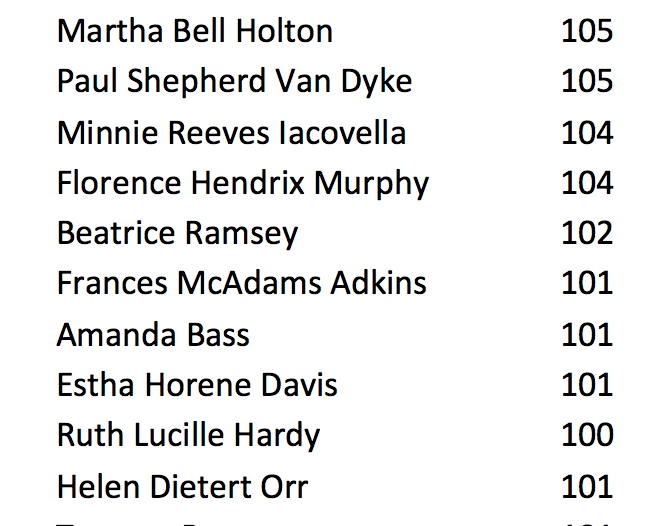 Martha Bell Holton 105
Paul Shepherd Van Dyke 105
Minnie Reeves Iacovella 104
Florence Hendrix Murphy 104
Beatrice Ramsey 102
Frances McAdams Adkins 101
Amanda Bass 101
Estha Horene Davis 101
Ruth Lucille Hardy 100
Helen Dietert Orr 101